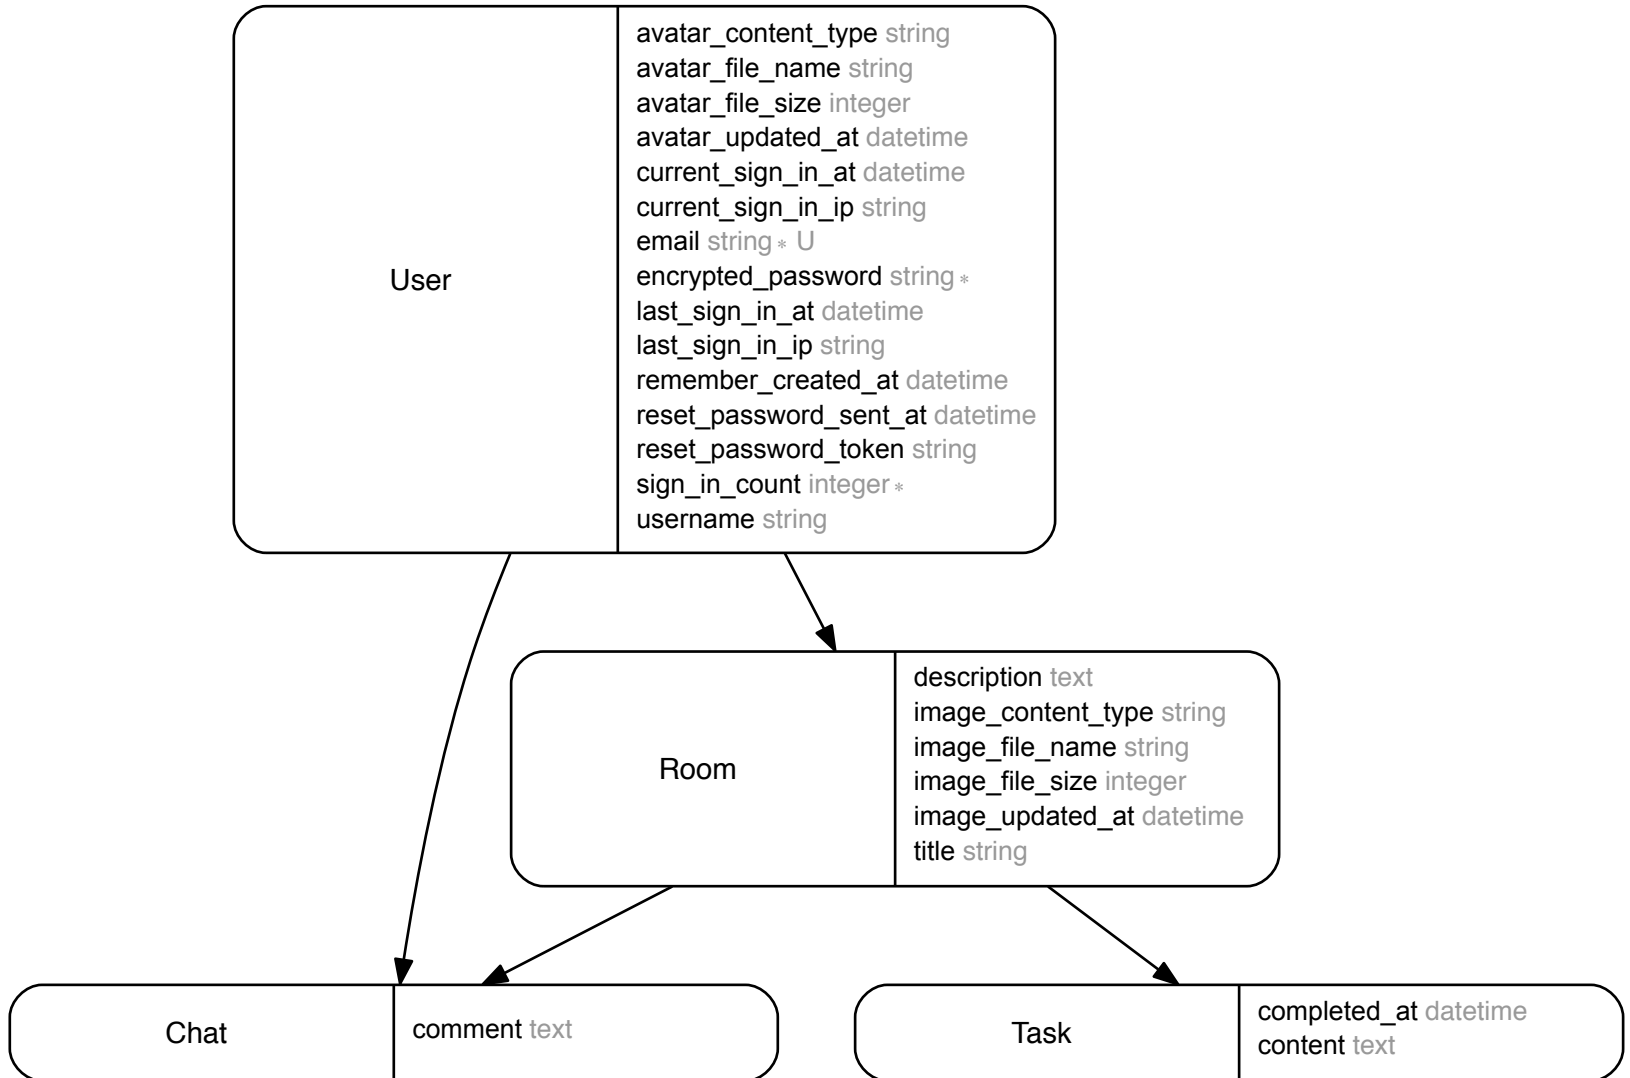 User
avatar_content_type string
avatar_file_name string
avatar_file_size integer
avatar_updated_at datetime
current_sign_in_at datetime
current_sign_in_ip string
email string * U
encrypted_password string *
last_sign_in_at datetime
last_sign_in_ip string
remember_created_at datetime
reset_password_sent_at datetime
reset_password_token string
sign_in_count integer *
username string
Room
description text
image_content_type string
image_file_name string
image_file_size integer
image_updated_at datetime
title string
Chat
comment text
Task
completed_at datetime
content text